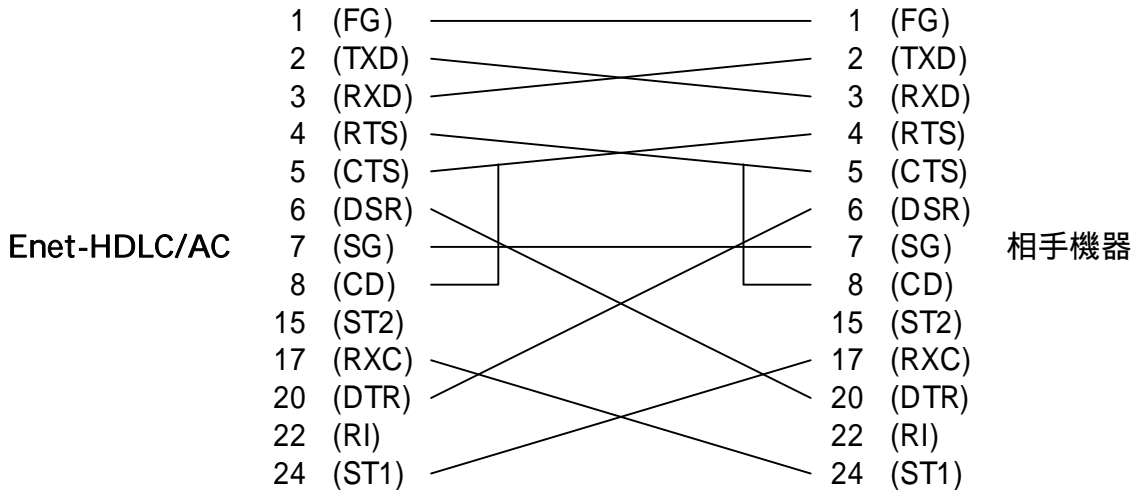 1 (FG) 1 (FG)
2 (TXD) 2 (TXD)
3 (RXD) 3 (RXD)
4 (RTS) 4 (RTS)
5 (CTS) 5 (CTS)
6 (DSR) 6 (DSR)
Enet-HDLC/AC 7 (SG) 7 (SG) 相手機器
8 (CD) 8 (CD)
15 (ST2) 15 (ST2)
17 (RXC) 17 (RXC)
20 (DTR) 20 (DTR)
22 (RI) 22 (RI)
24 (ST1) 24 (ST1)